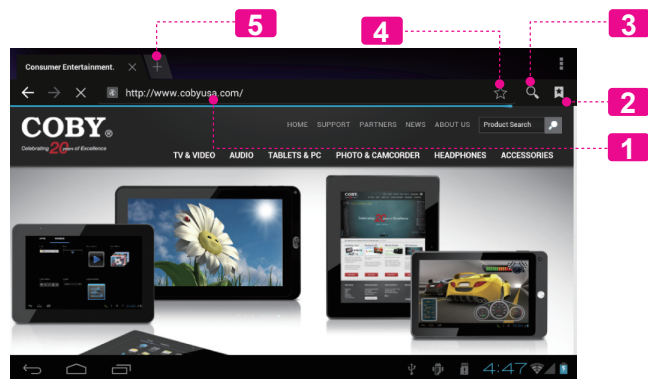 5
4
3
Consumer Entertainment.
http://www.cobyusa.com/
2
COBY®
Celebrating 20 years of Excellence
HOME SUPPORT PARTNERS NEWS ABOUT US Product Search
1
TV & VIDEO AUDIO TABLETS & PC PHOTO & CAMCORDER HEADPHONES ACCESSORIES
COBY
4:47